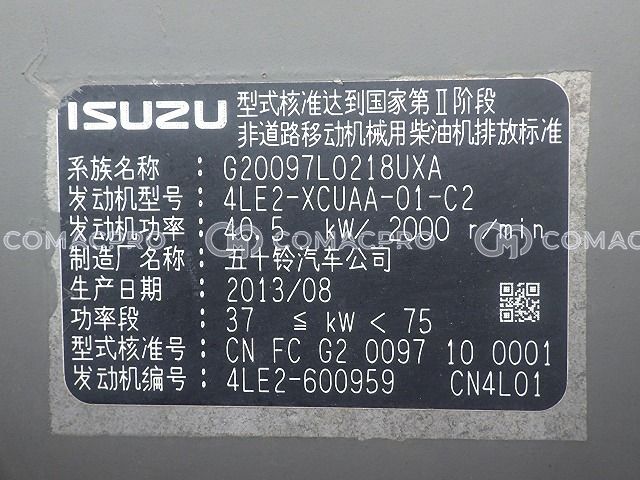 ISUZU 型式核准达到国家第Ⅱ阶段
非道路移动机械用柴油机排放标准
系族名称 : G20097L0218UXA
发动机型号 : 4LE2-XCUAA-01-C2
发动机功率 : 40.5 kW/ 2000 r/min
COMACPRO COMACPRO COMACPRO
制造厂名称 : 五十铃汽车公司
生产日期 : 2013/08
功率段 : 37 ≦ kW < 75
型式核准号 : CN FC G2 0097 10 0001
发动机编号 : 4LE2-600959 CN4L01